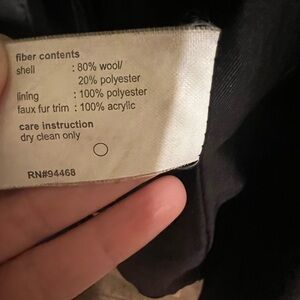 fiber contents
shell : 80% wool/
20% polyester
lining : 100% polyester
faux fur trim : 100% acrylic
care instruction
dry clean only
RN#94468